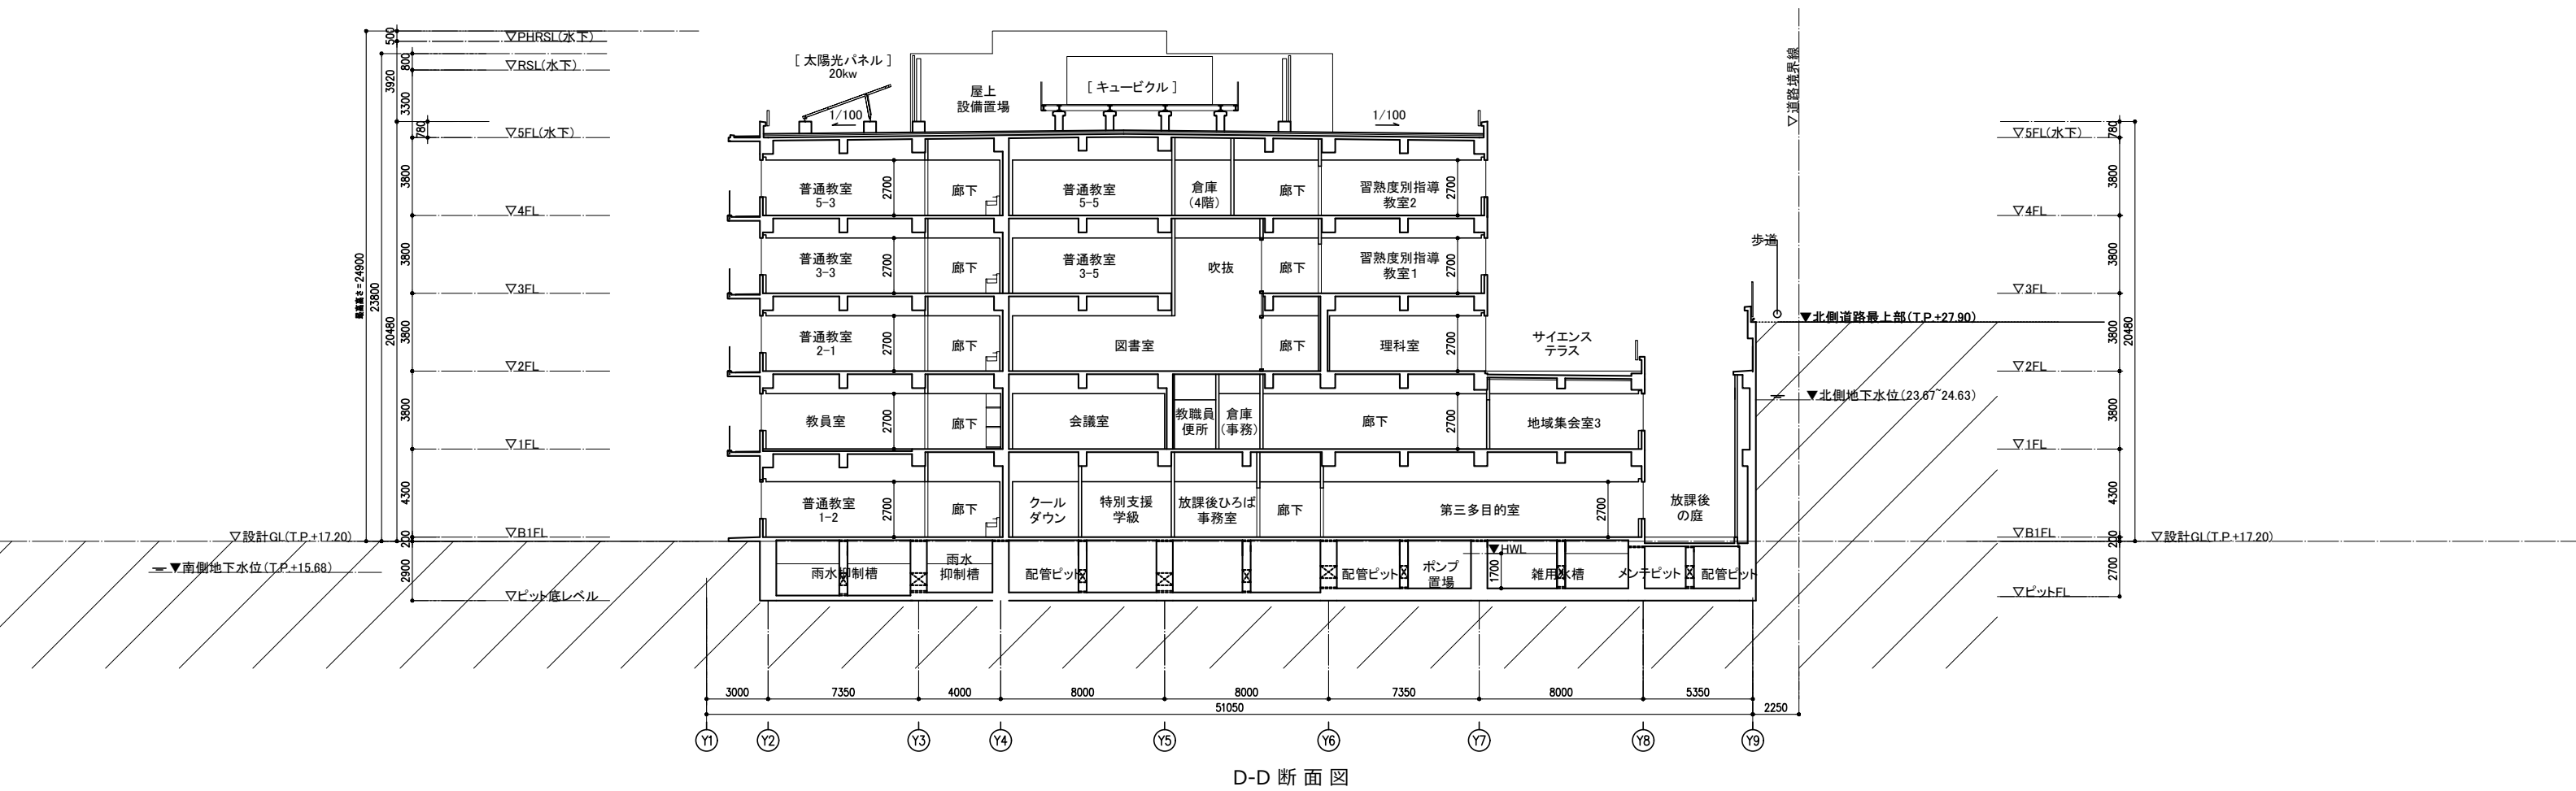 500
▽PHRSL(水下)
800
▽RSL(水下)
3920
3300
780
▽5FL(水下)
3800
▽4FL
3800
▽3FL
3800
▽2FL
3800
▽1FL
4300
▽B1FL
200
2900
▽ピット底レベル
最高高さ=24900
23800
20480
▽設計GL(T.P.+17.20)
▼南側地下水位(T.P.+15.68)
[ 太陽光パネル ]
20kw
1/100
屋上
設備置場
[ キュービクル ]
1/100
普通教室
5-3
2700
廊下
普通教室
5-5
倉庫
(4階)
廊下
習熟度別指導
教室2
2700
普通教室
3-3
2700
廊下
普通教室
3-5
吹抜
廊下
習熟度別指導
教室1
2700
普通教室
2-1
2700
廊下
図書室
廊下
理科室
2700
サイエンス
テラス
教員室
2700
廊下
会議室
教職員
便所
倉庫
(事務)
廊下
2700
地域集会室3
普通教室
1-2
2700
廊下
クール
ダウン
特別支援
学級
放課後ひろば
事務室
廊下
第三多目的室
2700
放課後
の庭
雨水抑制槽
雨水
抑制槽
配管ピット
配管ピット
ポンプ
置場
▼HWL
1700
雑用水槽
メンテピット
配管ピット
▽道路境界線
歩道
▼北側道路最上部(T.P.+27.90)
▼北側地下水位(23.67~24.63)
▽5FL(水下)
780
3800
▽4FL
3800
▽3FL
3800
▽2FL
3800
▽1FL
4300
▽B1FL
200
2700
▽ピットFL
20480
▽設計GL(T.P.+17.20)
3000
7350
4000
8000
8000
7350
8000
5350
51050
2250
Y1
Y2
Y3
Y4
Y5
Y6
Y7
Y8
Y9
D-D 断 面 図